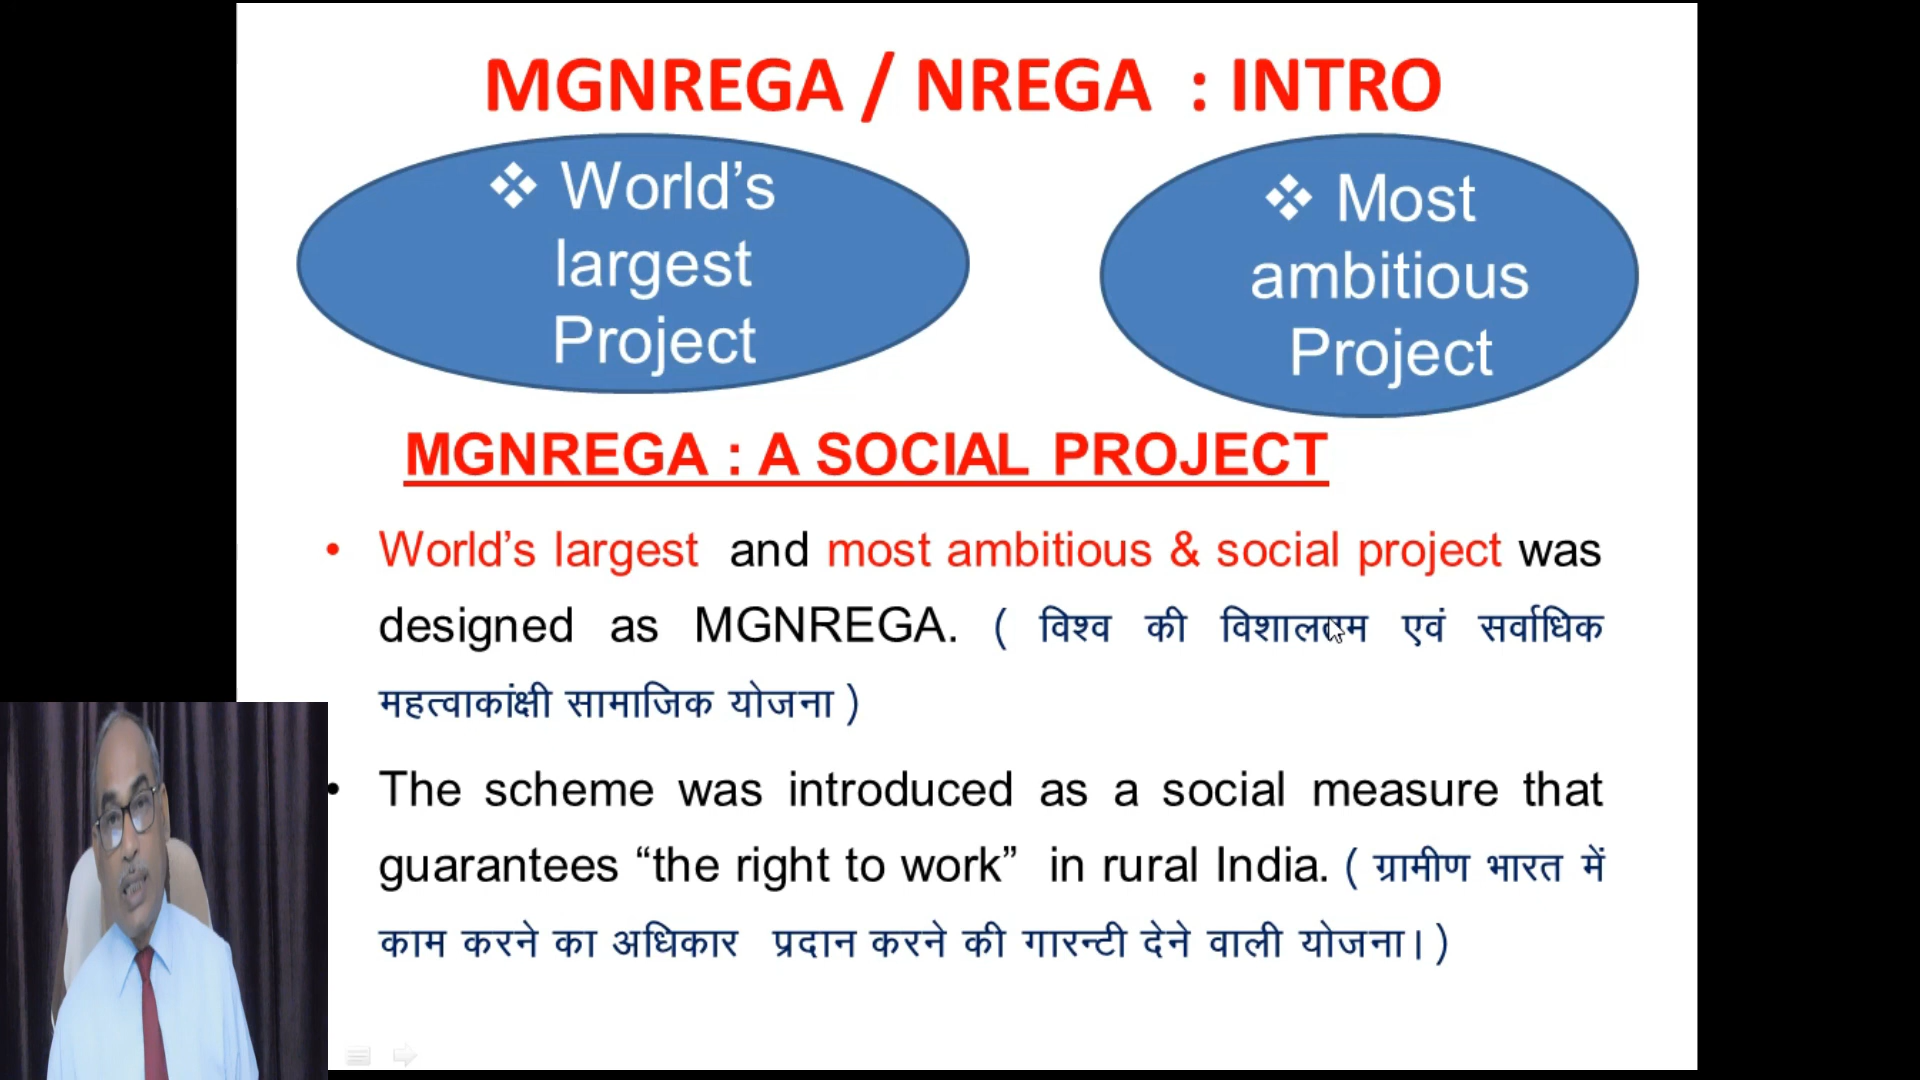 MGNREGA / NREGA : INTRO
❖ World’s
largest
Project
❖ Most
ambitious
Project
MGNREGA : A SOCIAL PROJECT
• World’s largest and most ambitious & social project was
designed as MGNREGA. ( विश्व की विशालतम एवं सर्वाधिक
महत्वाकांक्षी सामाजिक योजना )
• The scheme was introduced as a social measure that
guarantees “the right to work” in rural India. ( ग्रामीण भारत में
काम करने का अधिकार प्रदान करने की गारन्टी देने वाली योजना। )